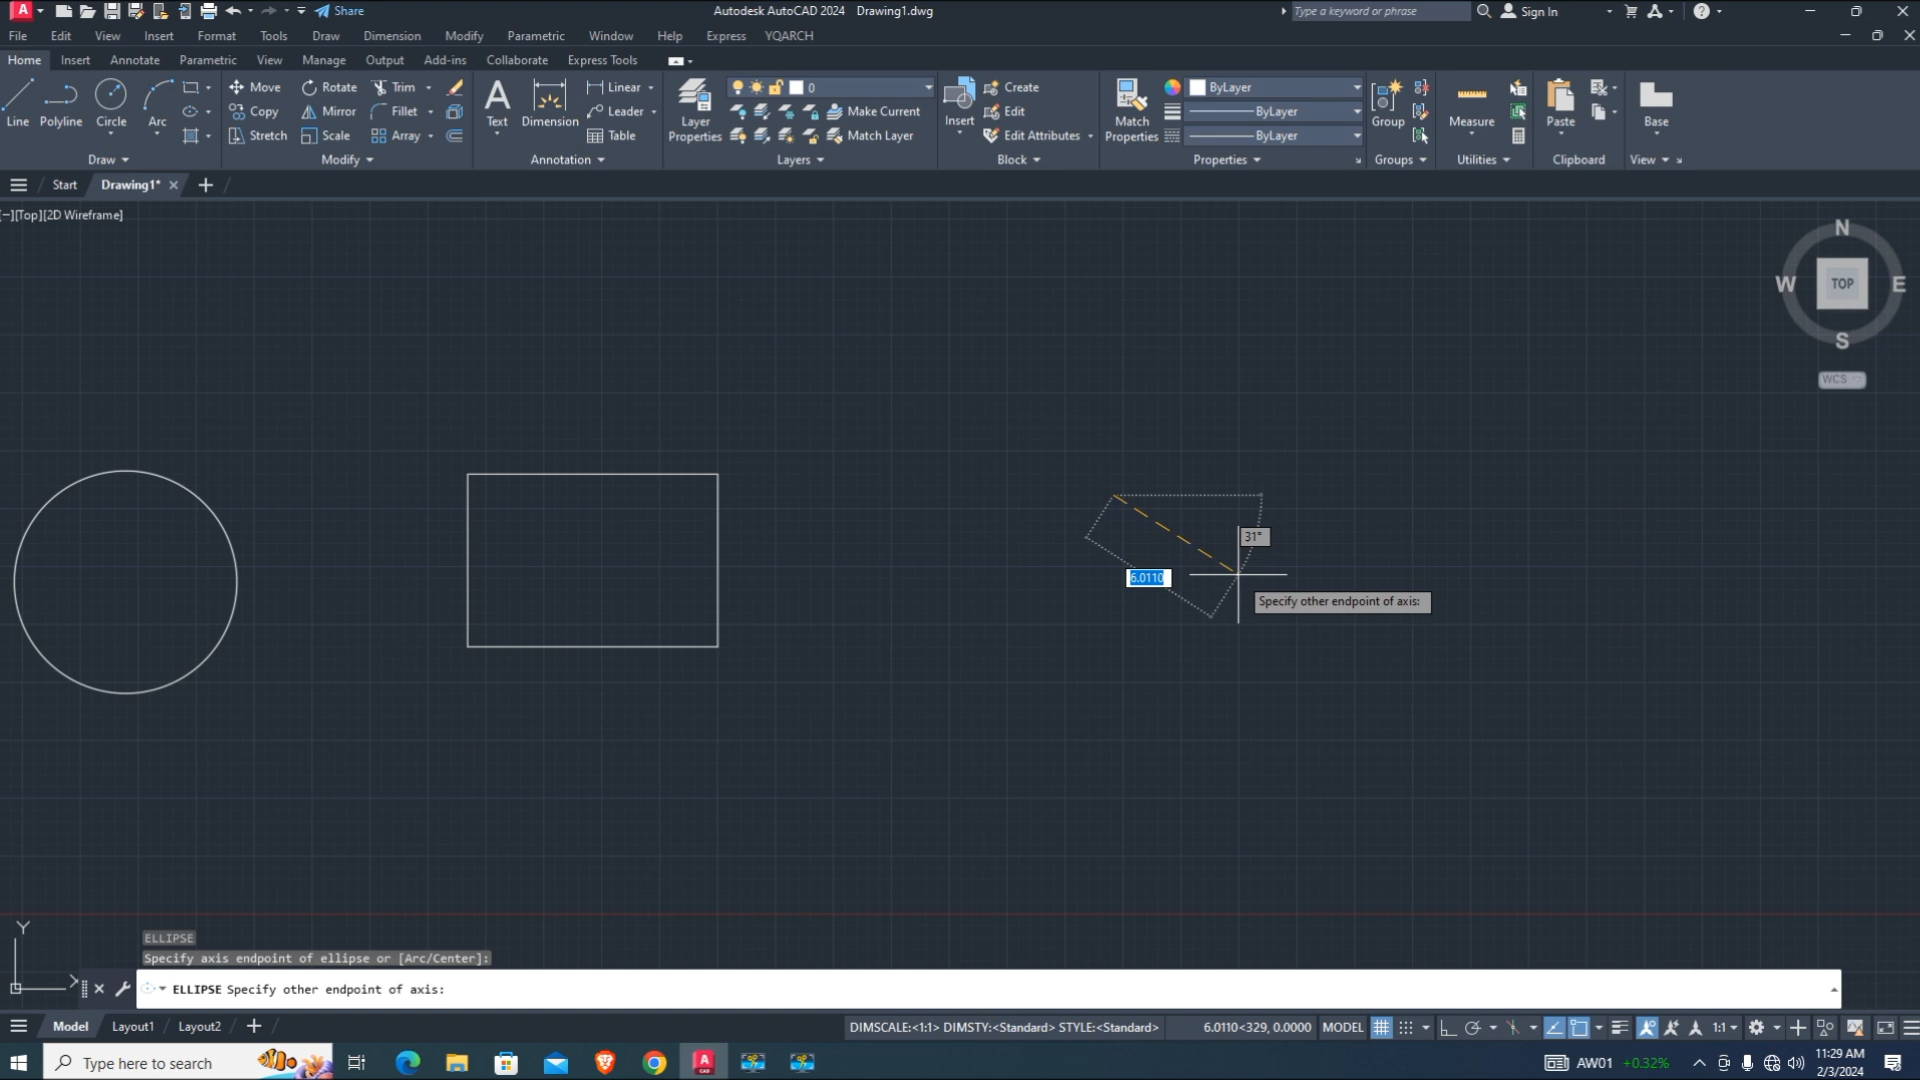 Share
Autodesk AutoCAD 2024 Drawing1.dwg
Type a keyword or phrase
Sign In
File Edit View Insert Format Tools Draw Dimension Modify Parametric Window Help Express YQARCH
Home Insert Annotate Parametric View Manage Output Add-ins Collaborate Express Tools
Move Rotate Trim Linear 0 Create ByLayer
Line Polyline Circle Arc Copy Mirror Fillet Text Dimension Leader Layer Properties Make Current Insert Edit Match Properties ByLayer Group Measure Paste Base
Stretch Scale Array Table Match Layer Edit Attributes ByLayer
Draw Modify Annotation Layers Block Properties Groups Utilities Clipboard View
Start Drawing1*
[−][Top][2D Wireframe]
N
W TOP E
S
WCS
31°
6.0110
Specify other endpoint of axis:
Y
ELLIPSE
Specify axis endpoint of ellipse or [Arc/Center]:
ELLIPSE Specify other endpoint of axis:
Model Layout1 Layout2
DIMSCALE:<1:1> DIMSTY:<Standard> STYLE:<Standard> 6.0110<329, 0.0000 MODEL 1:1
Type here to search
AW01 +0.32%
11:29 AM
2/3/2024